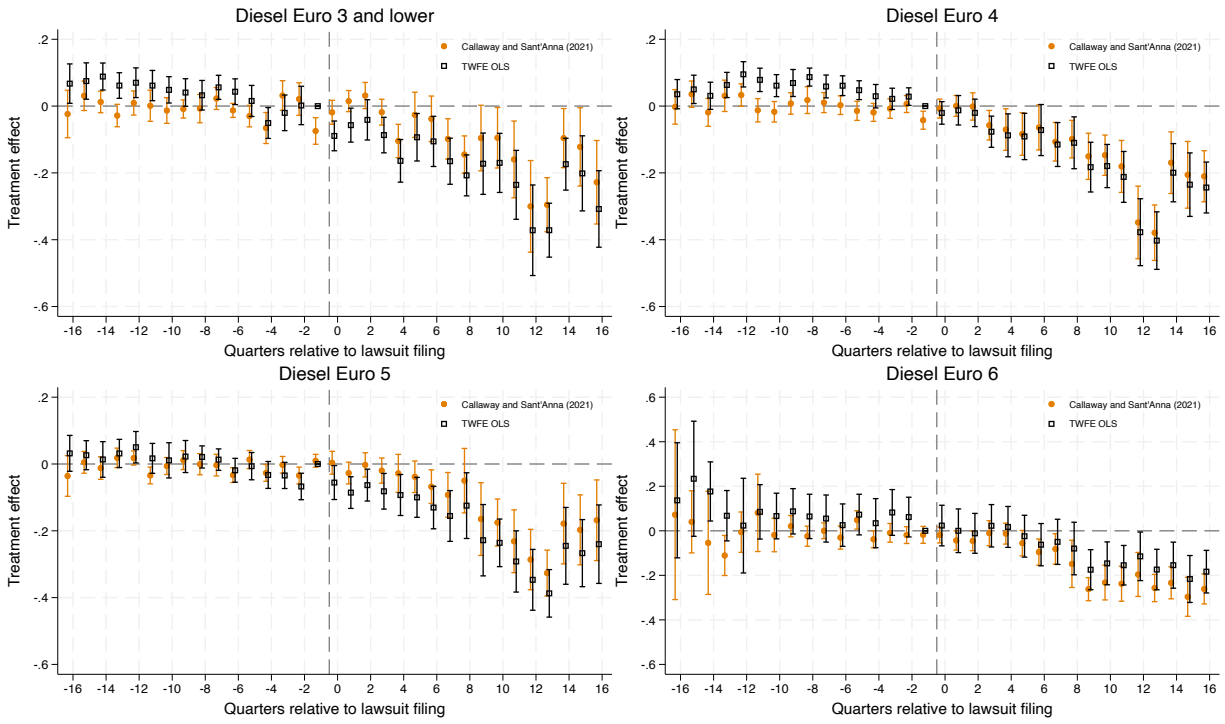 Diesel Euro 3 and lower
Callaway and Sant'Anna (2021)
TWFE OLS
Treatment effect
.2
0
-.2
-.4
-.6
-16 -14 -12 -10 -8 -6 -4 -2 0 2 4 6 8 10 12 14 16
Quarters relative to lawsuit filing
Diesel Euro 4
Callaway and Sant'Anna (2021)
TWFE OLS
Treatment effect
.2
0
-.2
-.4
-.6
-16 -14 -12 -10 -8 -6 -4 -2 0 2 4 6 8 10 12 14 16
Quarters relative to lawsuit filing
Diesel Euro 5
Callaway and Sant'Anna (2021)
TWFE OLS
Treatment effect
.2
0
-.2
-.4
-.6
-16 -14 -12 -10 -8 -6 -4 -2 0 2 4 6 8 10 12 14 16
Quarters relative to lawsuit filing
Diesel Euro 6
Callaway and Sant'Anna (2021)
TWFE OLS
Treatment effect
.6
.4
.2
0
-.2
-.4
-.6
-16 -14 -12 -10 -8 -6 -4 -2 0 2 4 6 8 10 12 14 16
Quarters relative to lawsuit filing